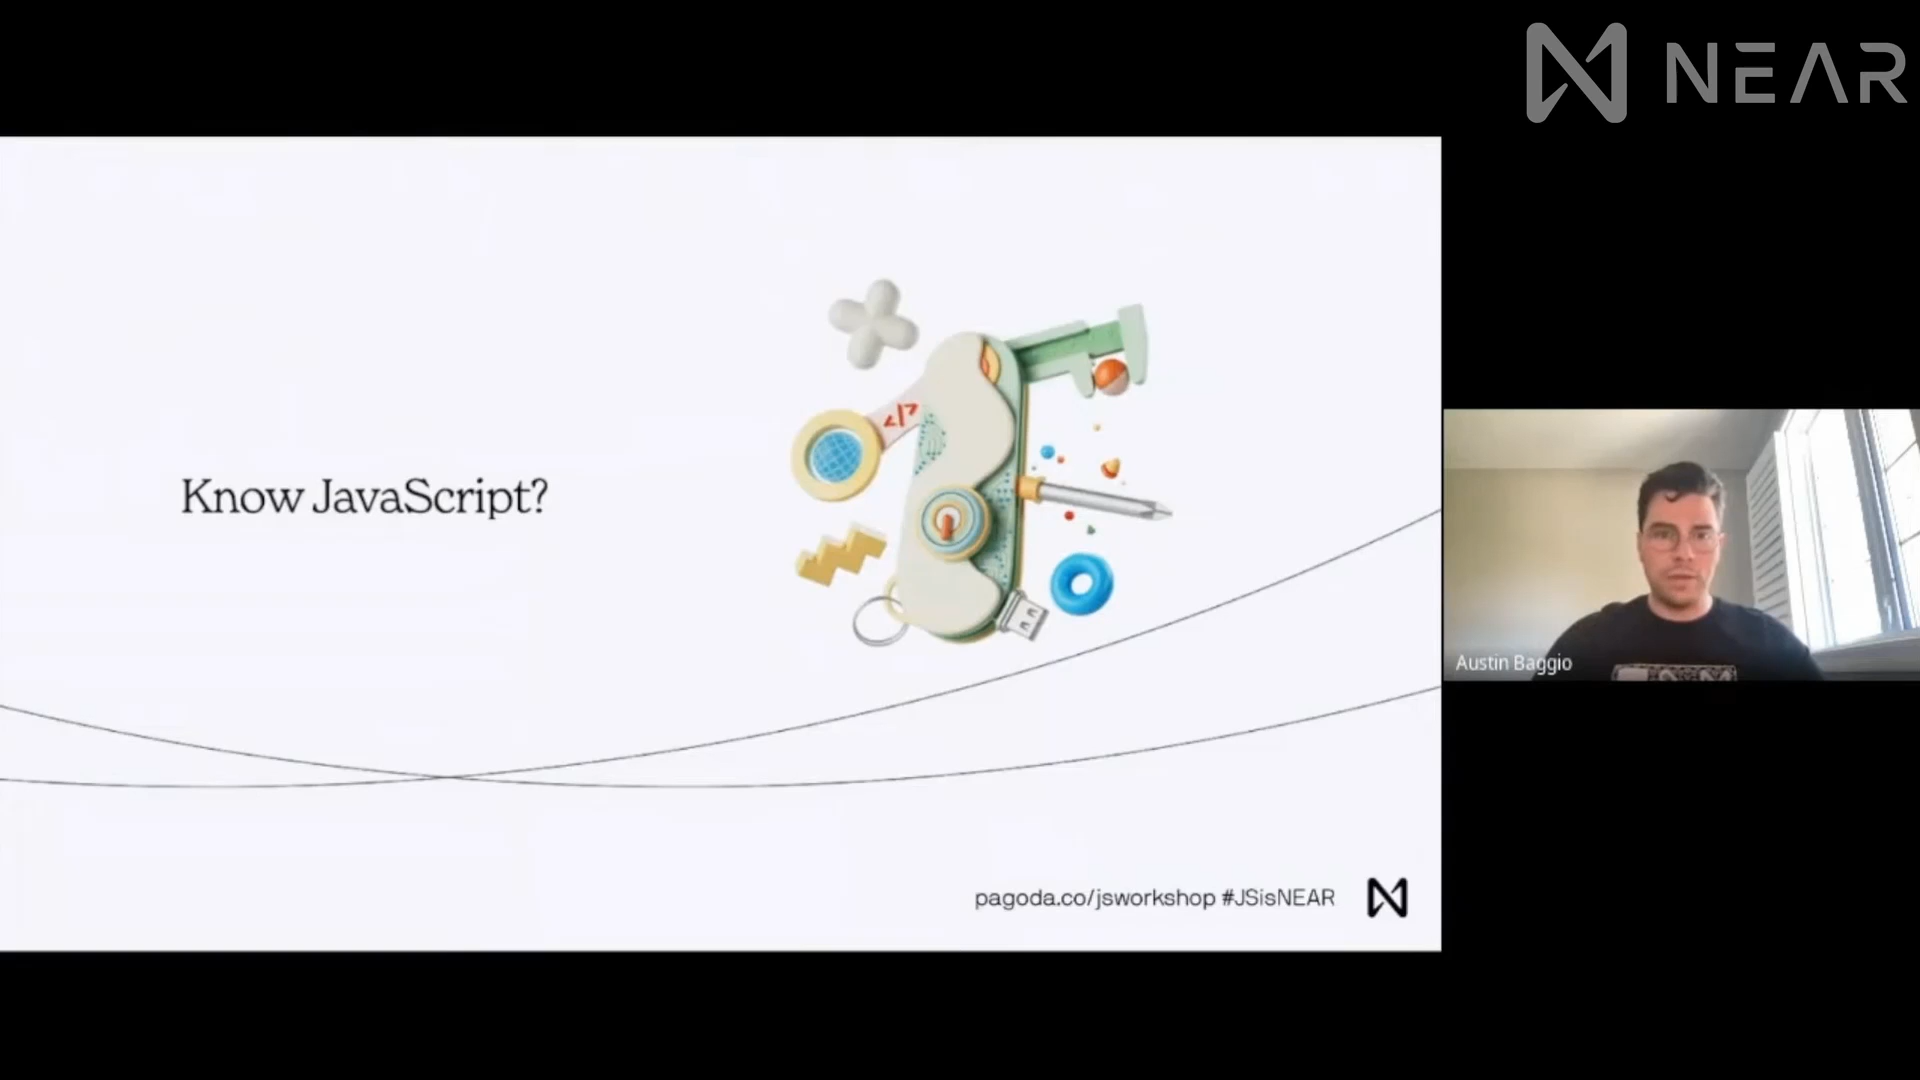 NEAR
Know JavaScript?
</>
Austin Baggio
pagoda.co/jsworkshop #JSisNEAR